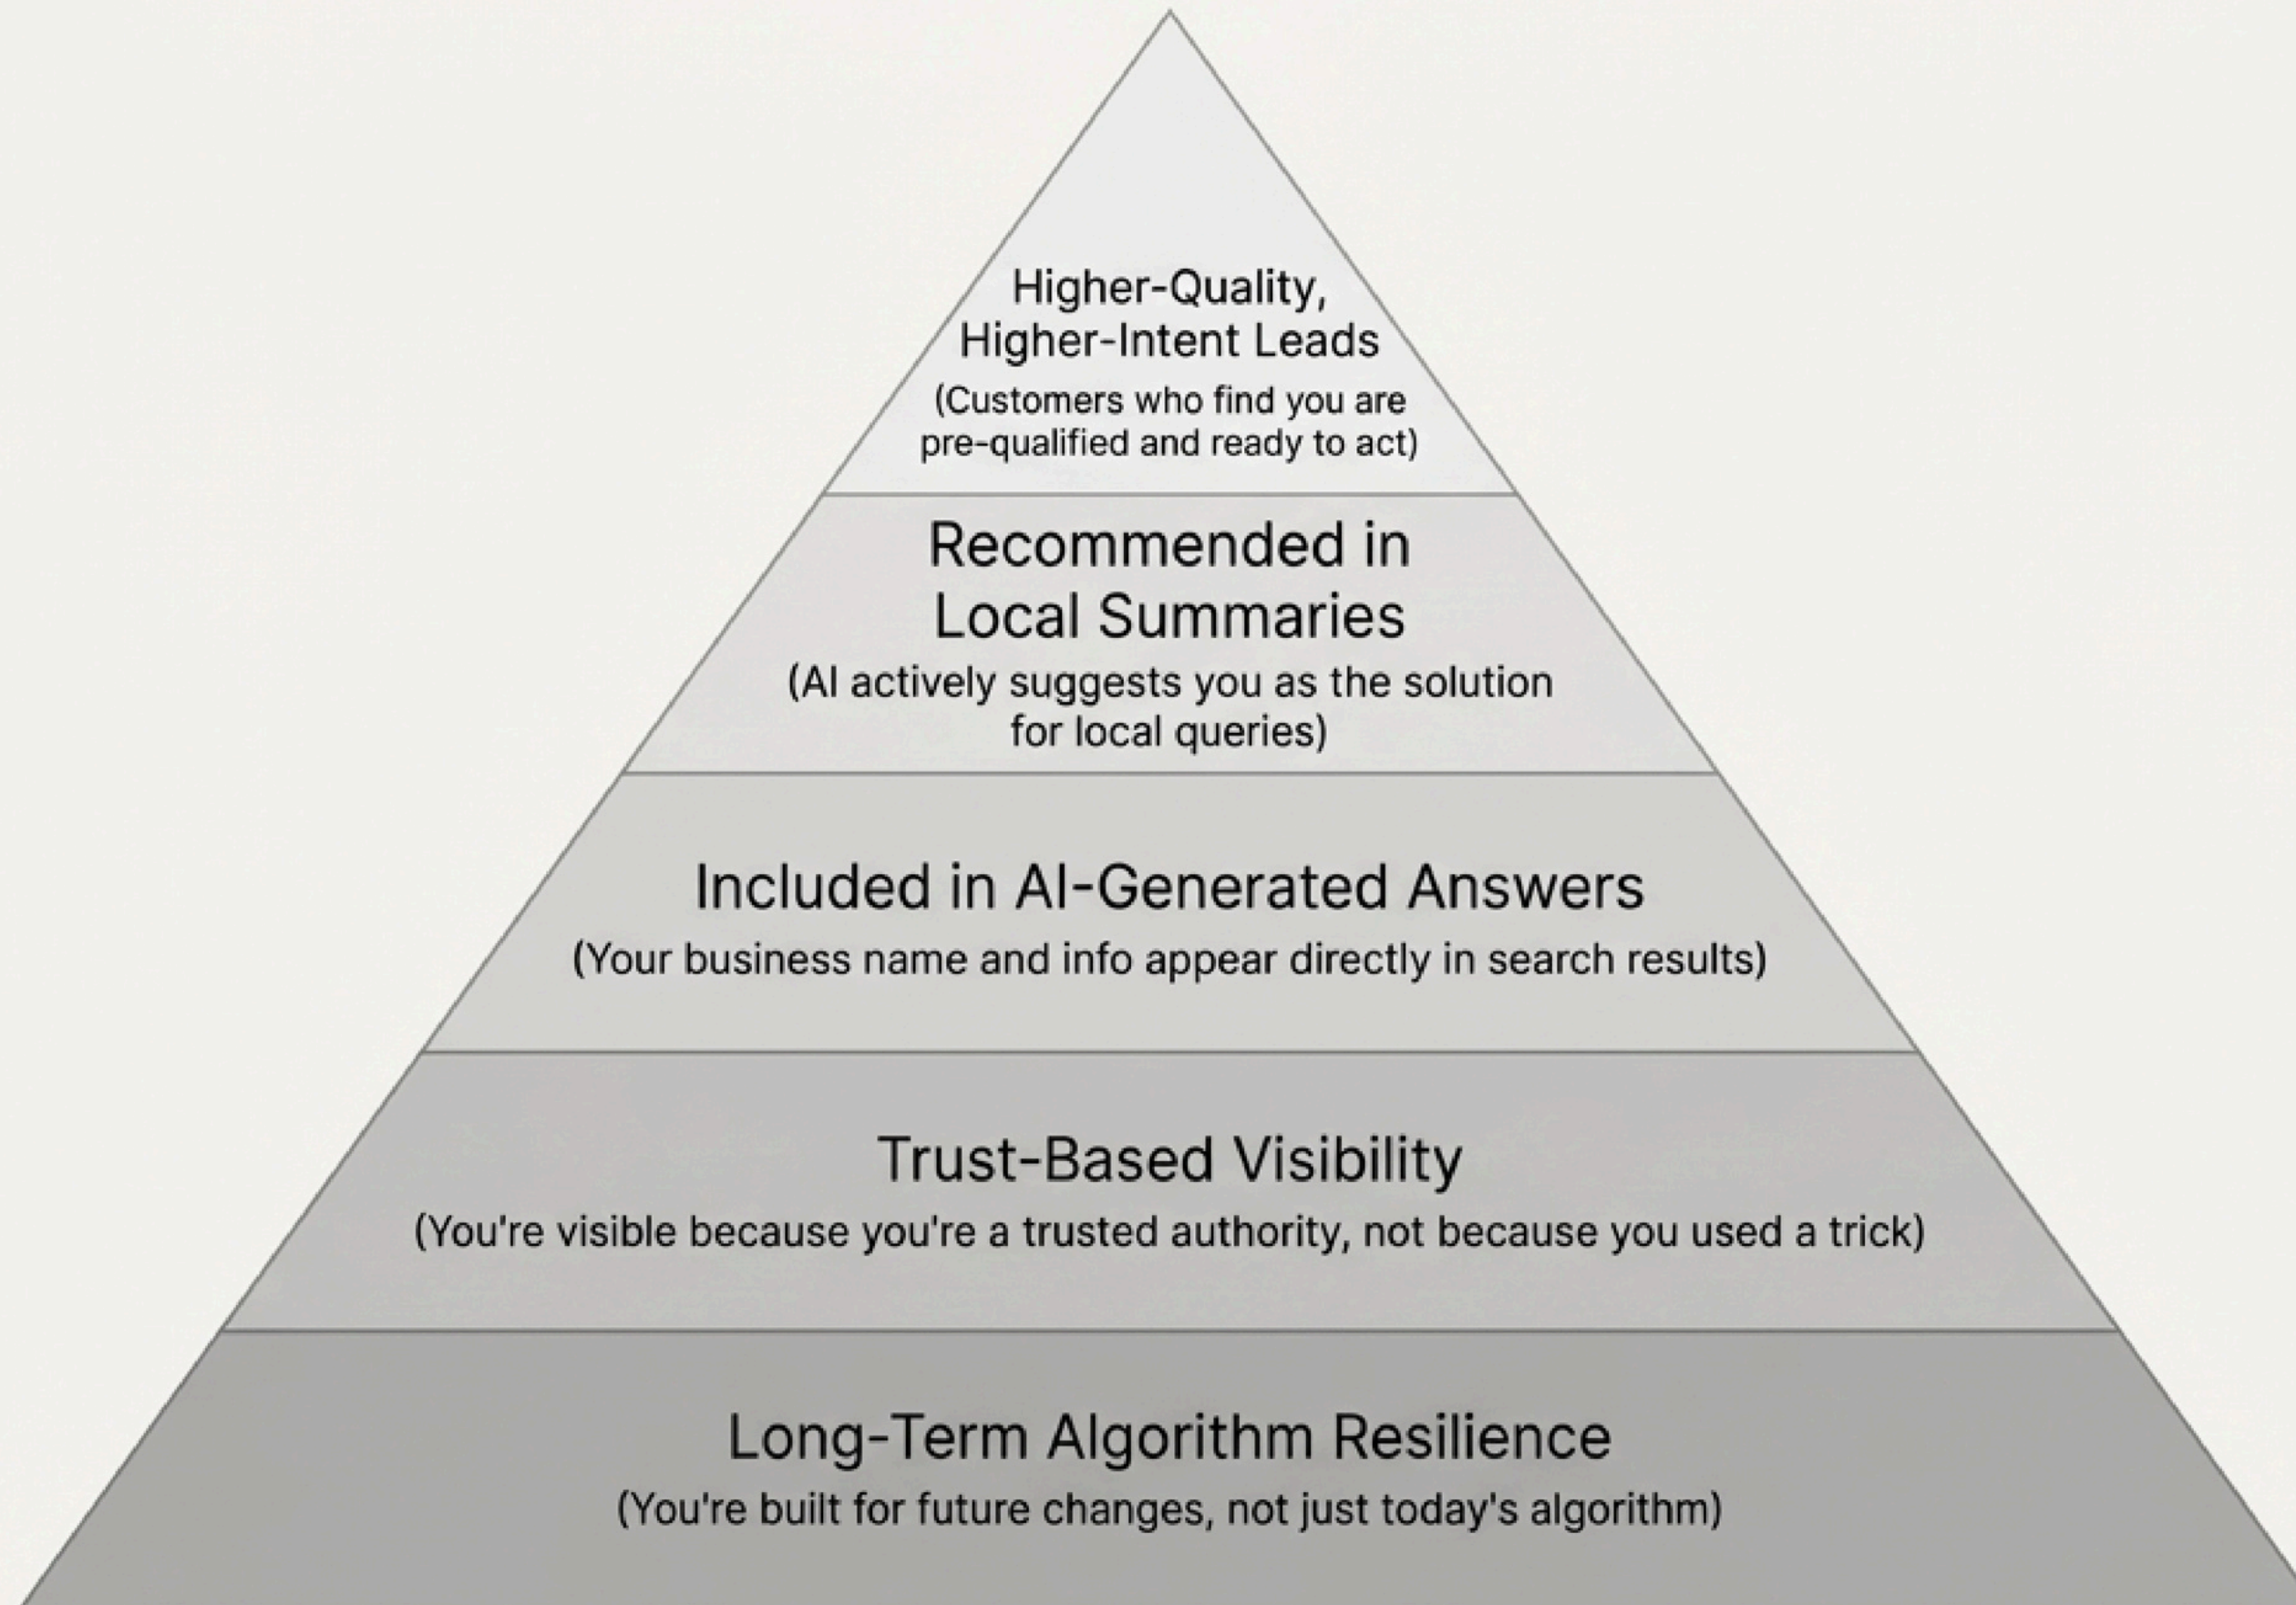 Higher-Quality,
Higher-Intent Leads
(Customers who find you are
pre-qualified and ready to act)
Recommended in
Local Summaries
(AI actively suggests you as the solution
for local queries)
Included in AI-Generated Answers
(Your business name and info appear directly in search results)
Trust-Based Visibility
(You're visible because you're a trusted authority, not because you used a trick)
Long-Term Algorithm Resilience
(You're built for future changes, not just today's algorithm)